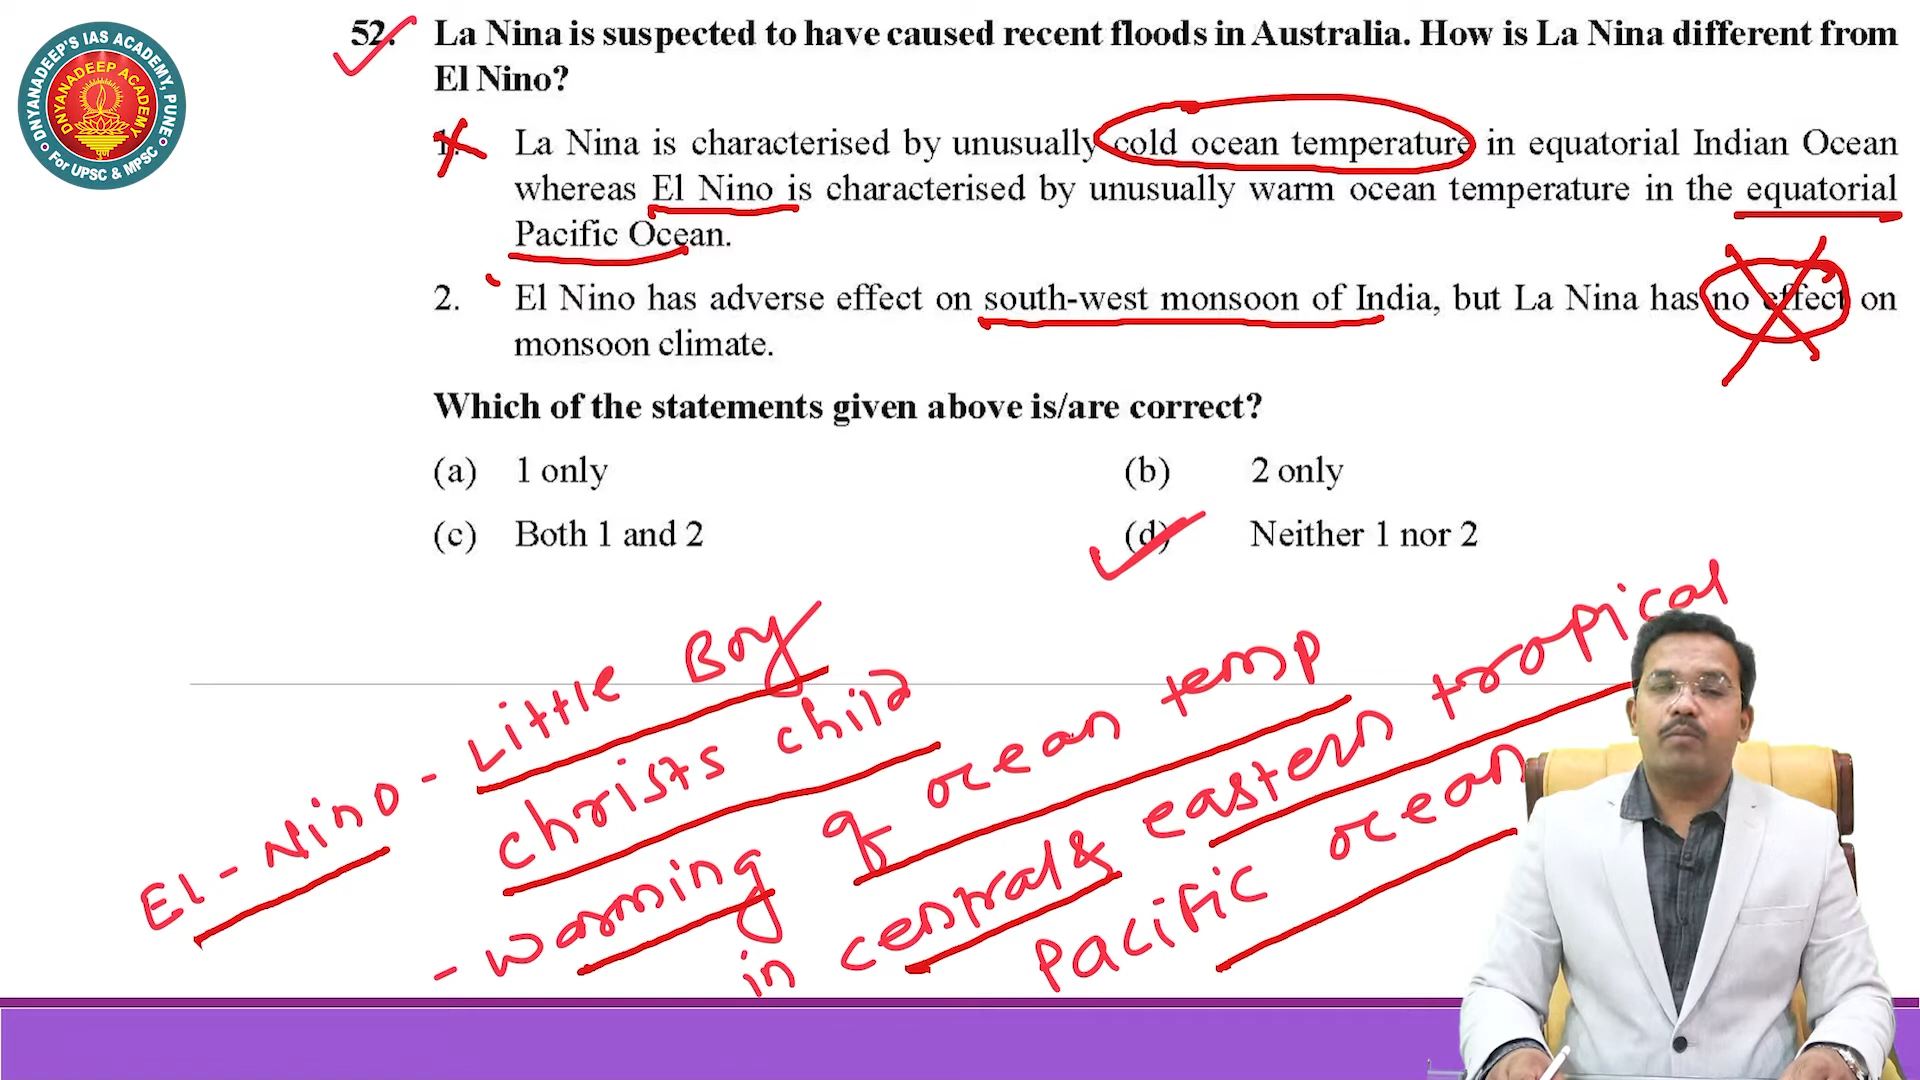 DNYANADEEP'S IAS ACADEMY, PUNE
DNYANADEEP ACADEMY
पुणे
For UPSC & MPSC
52. La Nina is suspected to have caused recent floods in Australia. How is La Nina different from
El Nino?
1. La Nina is characterised by unusually cold ocean temperature in equatorial Indian Ocean
whereas El Nino is characterised by unusually warm ocean temperature in the equatorial
Pacific Ocean.
2. El Nino has adverse effect on south-west monsoon of India, but La Nina has no effect on
monsoon climate.
Which of the statements given above is/are correct?
(a) 1 only (b) 2 only
(c) Both 1 and 2 (d) Neither 1 nor 2
El-Nino - Little Boy
christs child
- warming of ocean temp
in central & eastern tropical
Pacific ocean